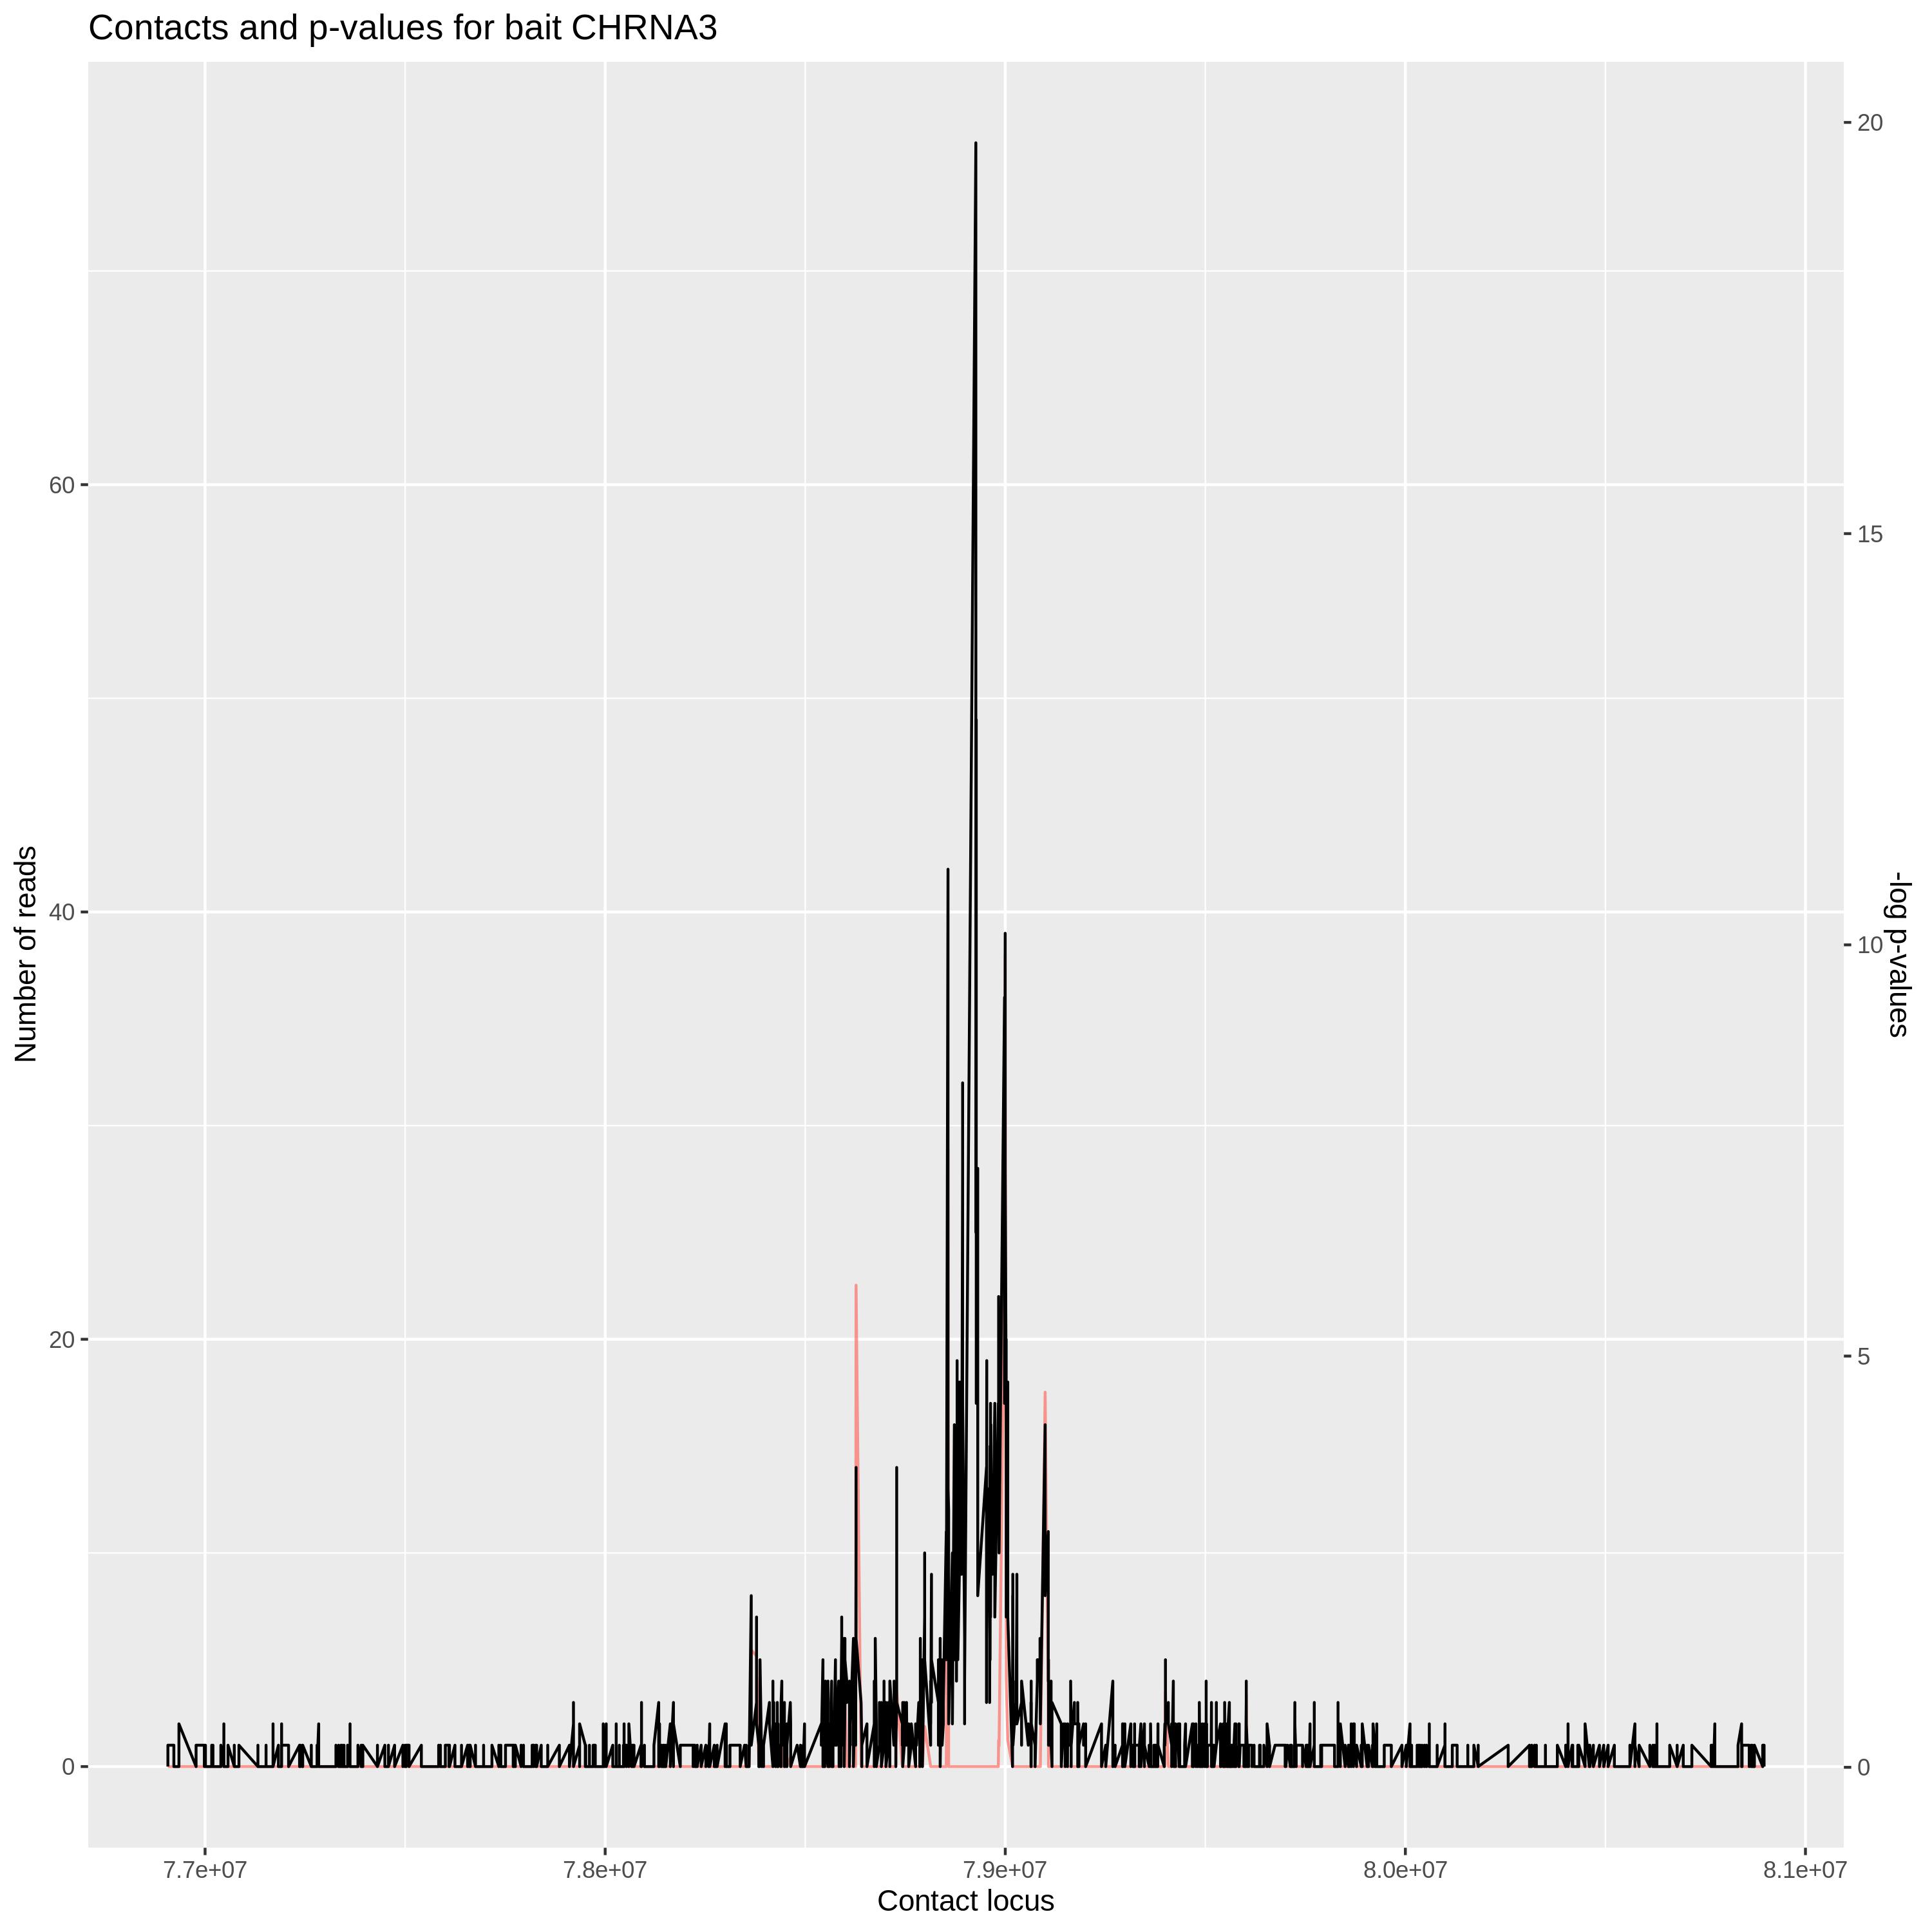 Contacts and p-values for bait CHRNA3
60
40
20
0
Number of reads
20
15
10
5
0
-log p-values
7.7e+07
7.8e+07
7.9e+07
8.0e+07
8.1e+07
Contact locus